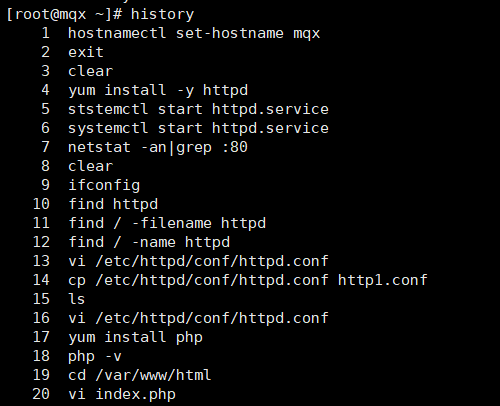 [root@mqx ~]# history
1 hostnamectl set-hostname mqx
2 exit
3 clear
4 yum install -y httpd
5 ststemctl start httpd.service
6 systemctl start httpd.service
7 netstat -an|grep :80
8 clear
9 ifconfig
10 find httpd
11 find / -filename httpd
12 find / -name httpd
13 vi /etc/httpd/conf/httpd.conf
14 cp /etc/httpd/conf/httpd.conf http1.conf
15 ls
16 vi /etc/httpd/conf/httpd.conf
17 yum install php
18 php -v
19 cd /var/www/html
20 vi index.php